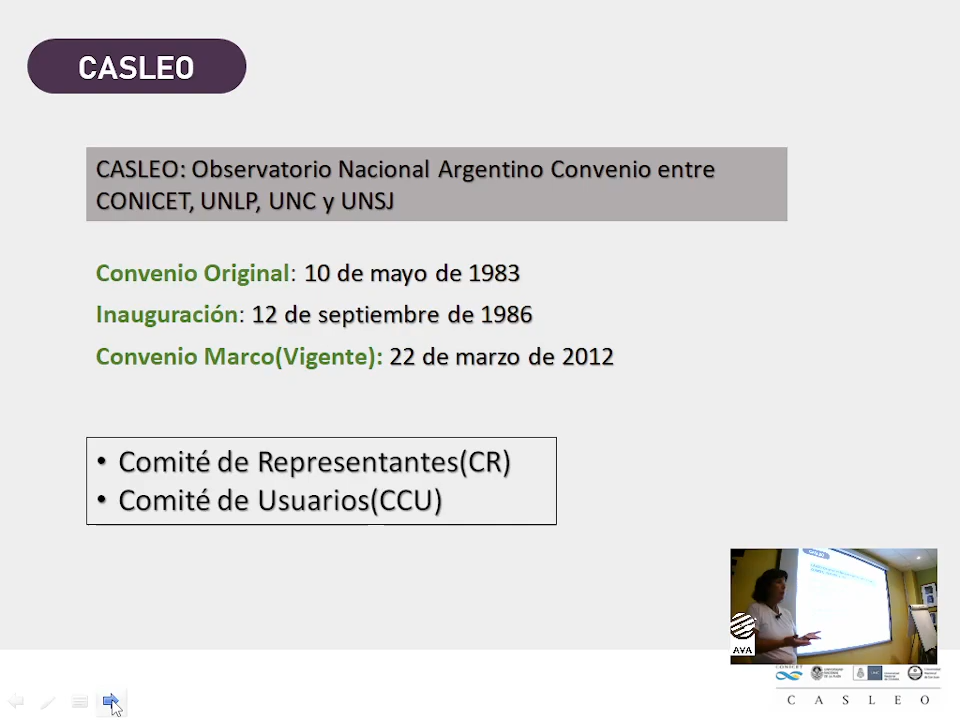 CASLEO
CASLEO: Observatorio Nacional Argentino Convenio entre
CONICET, UNLP, UNC y UNSJ
Convenio Original: 10 de mayo de 1983
Inauguración: 12 de septiembre de 1986
Convenio Marco(Vigente): 22 de marzo de 2012
• Comité de Representantes(CR)
• Comité de Usuarios(CCU)
CASLEO
AVA
CONICET
C A S L E O